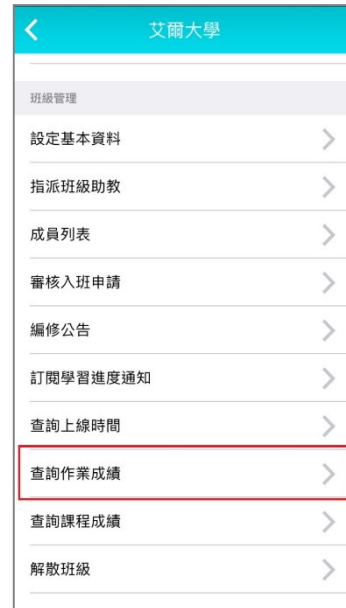 艾爾大學
班級管理
設定基本資料
指派班級助教
成員列表
審核入班申請
編修公告
訂閱學習進度通知
查詢上線時間
查詢作業成績
查詢課程成績
解散班級